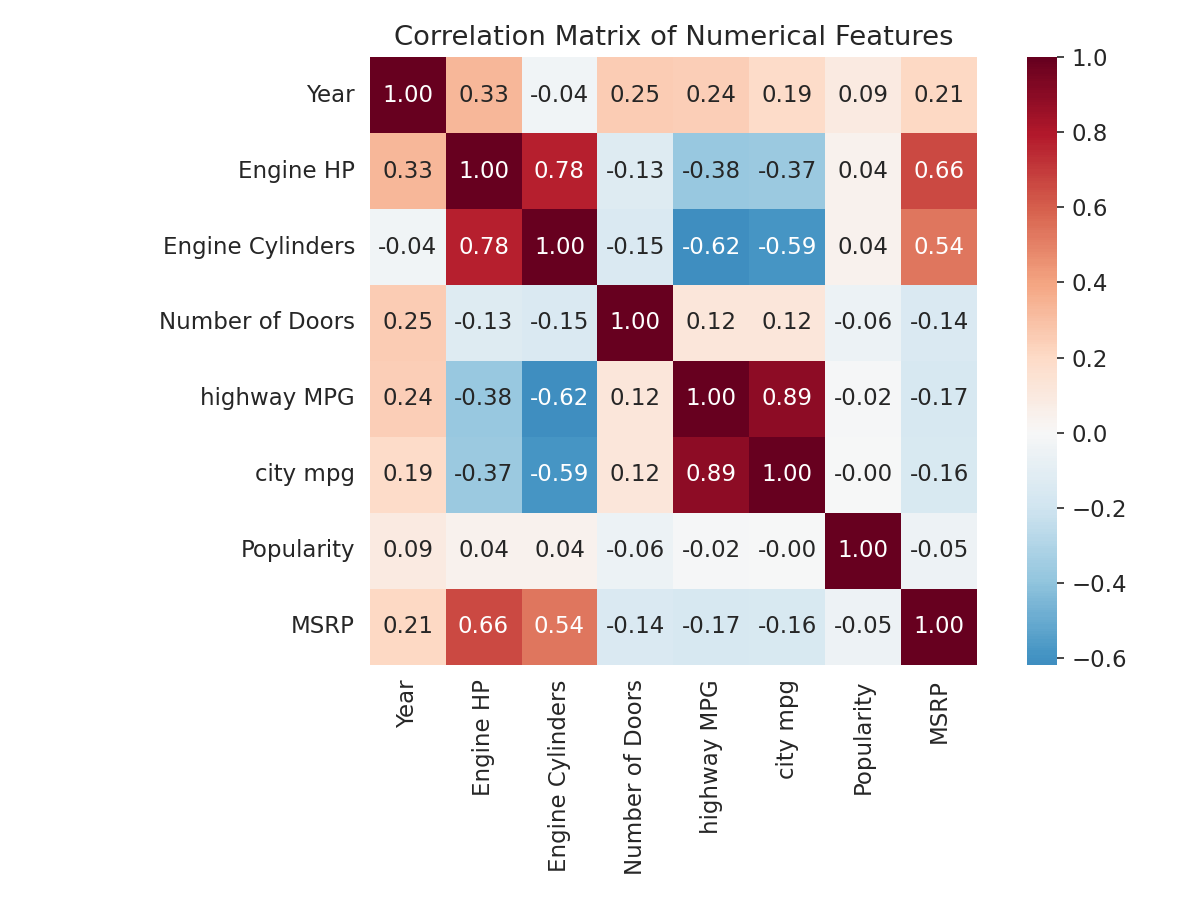 Correlation Matrix of Numerical Features
Year 1.00 0.33 -0.04 0.25 0.24 0.19 0.09 0.21
Engine HP 0.33 1.00 0.78 -0.13 -0.38 -0.37 0.04 0.66
Engine Cylinders -0.04 0.78 1.00 -0.15 -0.62 -0.59 0.04 0.54
Number of Doors 0.25 -0.13 -0.15 1.00 0.12 0.12 -0.06 -0.14
highway MPG 0.24 -0.38 -0.62 0.12 1.00 0.89 -0.02 -0.17
city mpg 0.19 -0.37 -0.59 0.12 0.89 1.00 -0.00 -0.16
Popularity 0.09 0.04 0.04 -0.06 -0.02 -0.00 1.00 -0.05
MSRP 0.21 0.66 0.54 -0.14 -0.17 -0.16 -0.05 1.00
Year
Engine HP
Engine Cylinders
Number of Doors
highway MPG
city mpg
Popularity
MSRP
1.0
0.8
0.6
0.4
0.2
0.0
−0.2
−0.4
−0.6